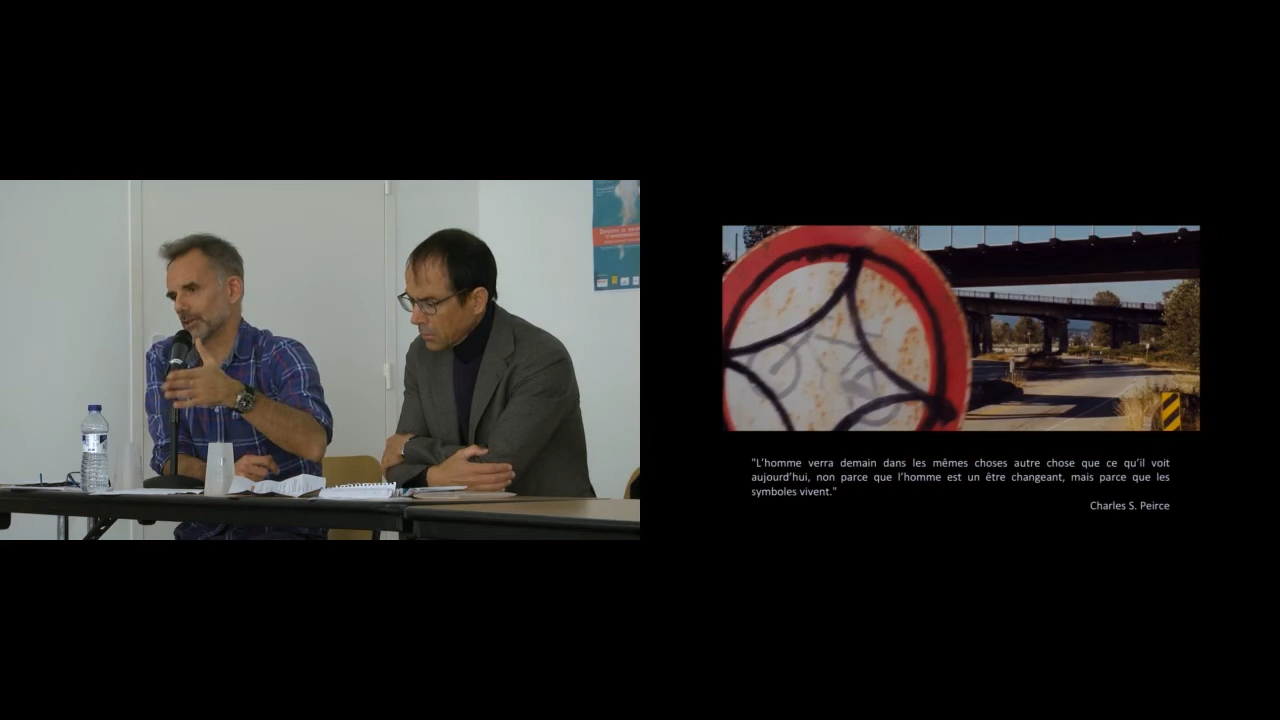 "L'homme verra demain dans les mêmes choses autre chose que ce qu'il voit
aujourd'hui, non parce que l'homme est un être changeant, mais parce que les
symboles vivent."
Charles S. Peirce